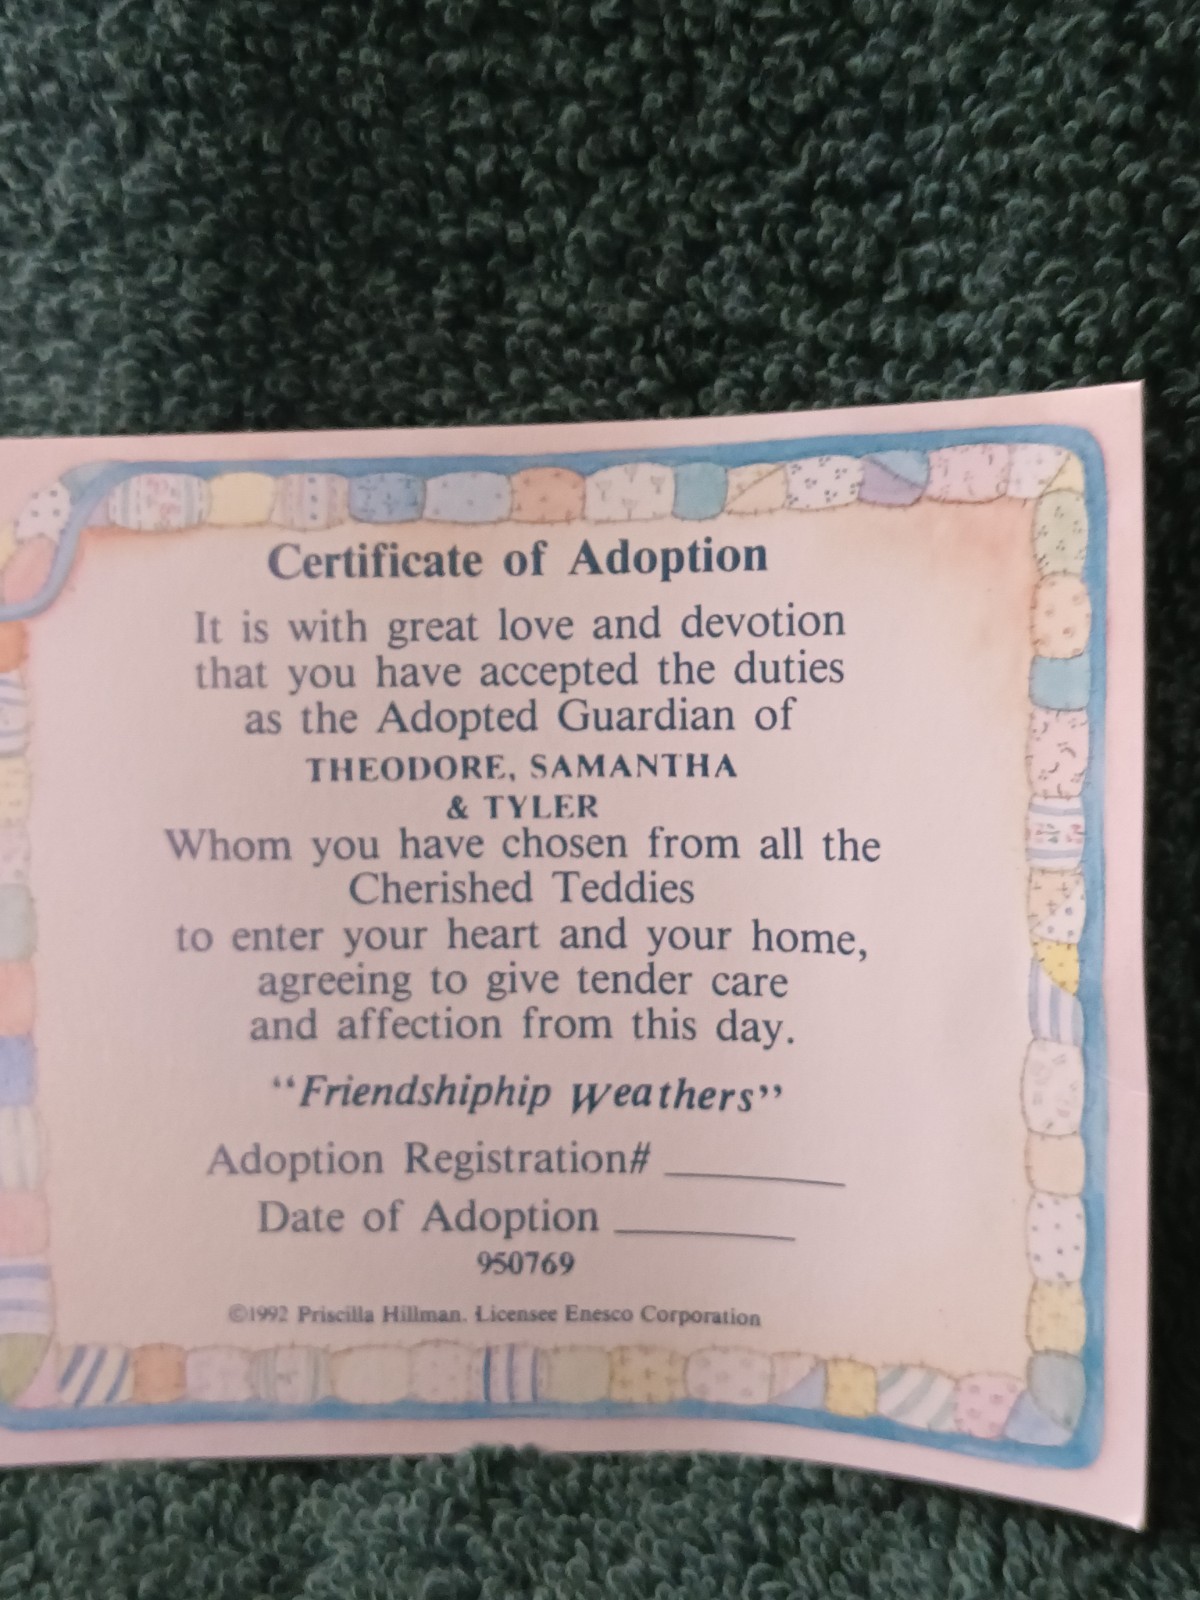 Certificate of Adoption
It is with great love and devotion
that you have accepted the duties
as the Adopted Guardian of
THEODORE, SAMANTHA
& TYLER
Whom you have chosen from all the
Cherished Teddies
to enter your heart and your home,
agreeing to give tender care
and affection from this day.
“Friendshiphip Weathers”
Adoption Registration#
Date of Adoption
950769
©1992 Priscilla Hillman. Licensee Enesco Corporation